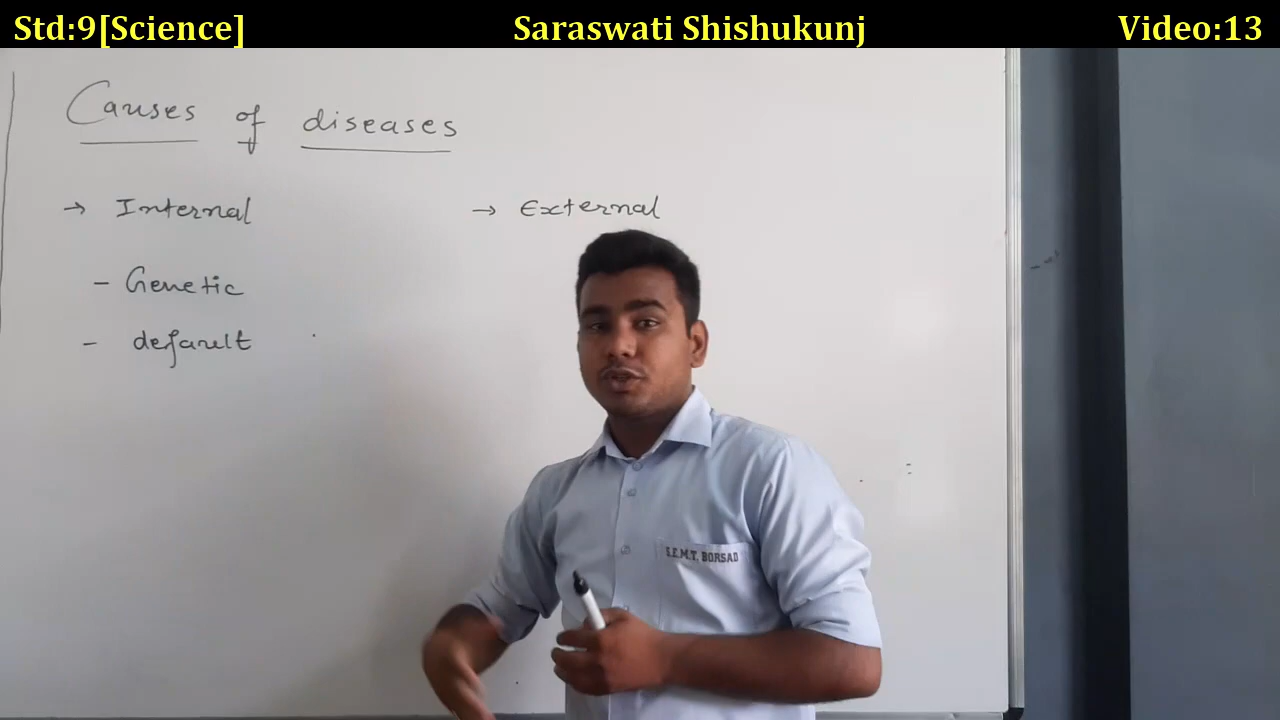 Std:9[Science] Saraswati Shishukunj Video:13
Causes of diseases
→ Internal → External
- Genetic
- default
S.E.M.T. BORSAD